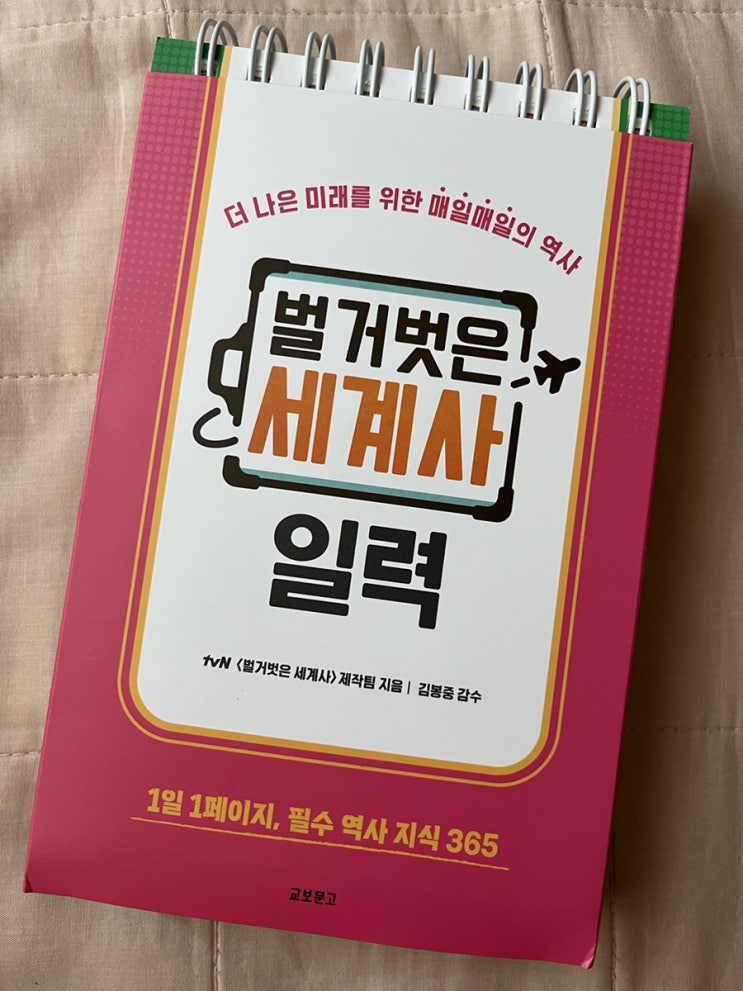 더 나은 미래를 위한 매일매일의 역사
벌거벗은
세계사
일력
tvN 〈벌거벗은 세계사〉 제작팀 지음 | 김봉중 감수
1일 1페이지, 필수 역사 지식 365
교보문고